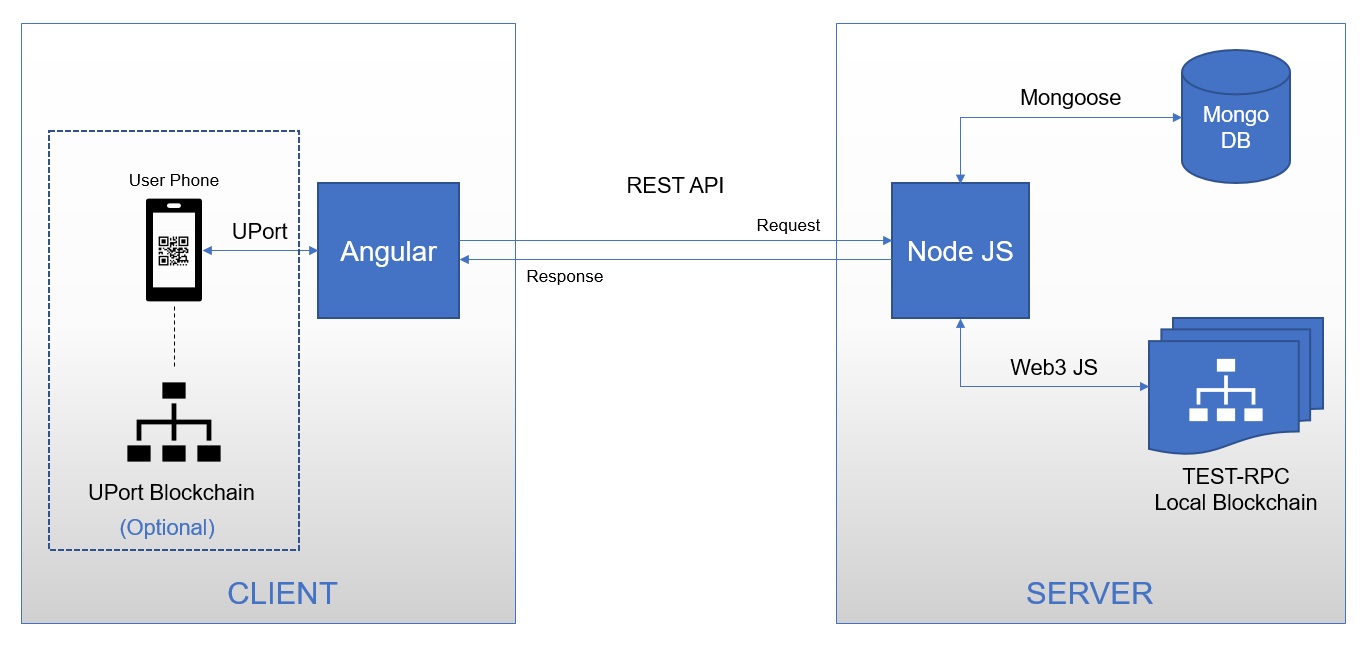 User Phone
UPort
Angular
UPort Blockchain
(Optional)
CLIENT
REST API
Request
Response
Mongoose
Mongo
DB
Node JS
Web3 JS
TEST-RPC
Local Blockchain
SERVER